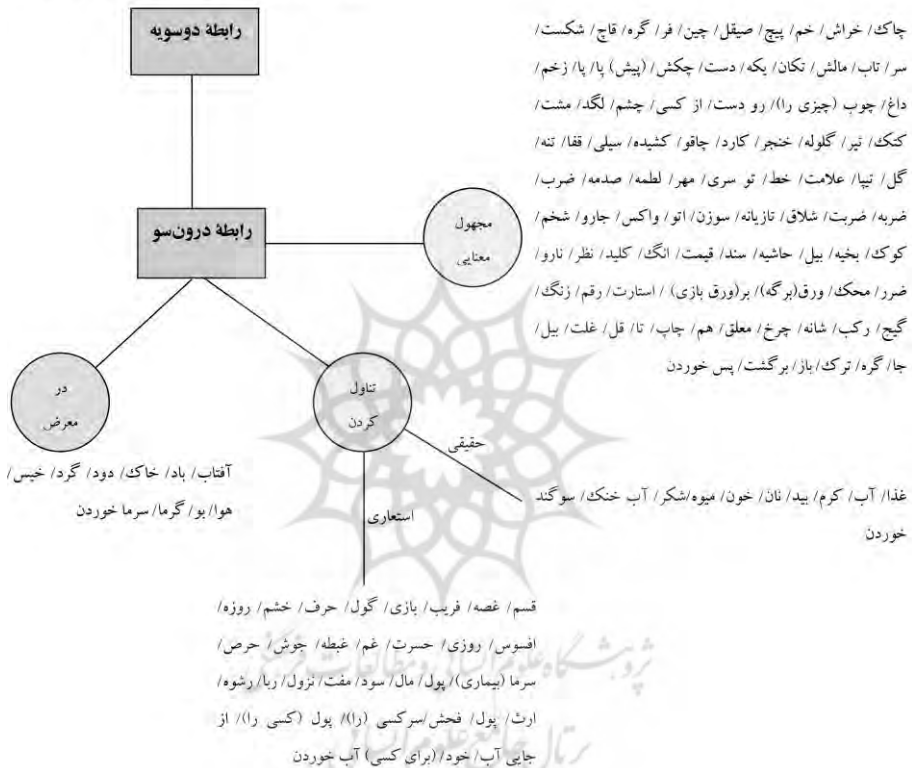 رابطهٔ دوسویه
چاک/ خراش/ خم/ پیچ/ صیقل/ چین/ فر/ گره/ قاچ/ شکست/
سر/ تاب/ مالش/ تکان/ یکه/ دست/ چکش/ (پیش) پا/ پا/ زخم/
داغ/ چوب (چیزی را)/ رو دست/ از کسی/ چشم/ لگد/ مشت/
کتک/ تیر/ گلوله/ خنجر/ کارد/ چاقو/ کشیده/ سیلی/ قفا/ تنه/
گل/ تیپا/ علامت/ خط/ تو سری/ مهر/ لطمه/ صدمه/ ضرب/
ضربه/ ضربت/ شلاق/ تازیانه/ سوزن/ اتو/ واکس/ جارو/ شخم/
کوک/ بخیه/ بیل/ حاشیه/ سند/ قیمت/ انگ/ کلید/ نظر/ نارو/
ضرر/ محک/ ورق(برگه)/ بر(ورق بازی) / استارت/ رقم/ زنگ/
گیج/ رکب/ شانه/ چرخ/ معلق/ هم/ چاپ/ تا/ قل/ غلت/ بیل/
جا/ گره/ ترک/باز/ برگشت/ پس خوردن
رابطهٔ درون‌سو
مجهول
معنایی
در
معرض
تناول
کردن
حقیقی
استعاری
آفتاب/ باد/ خاک/ دود/ گرد/ خیس/
هوا/ بو/ گرما/ سرما خوردن
غذا/ آب/ کرم/ بید/ نان/ خون/ میوه/شکر/ آب خنک/ سوگند
خوردن
قسم/ غصه/ فریب/ بازی/ گول/ حرف/ خشم/ روزه/
افسوس/ روزی/ حسرت/ غم/ غبطه/ جوش/ حرص/
سرما (بیماری)/ پول/ مال/ سود/ مفت/ نزول/ ربا/ رشوه/
ارث/ پول/ فحش/سرکسی (را)/ پول (کسی را)/ از
جایی آب/ خود/ (برای کسی) آب خوردن
پژوهشگاه علوم انسانی و مطالعات فرهنگی
پرتال جامع علوم انسانی